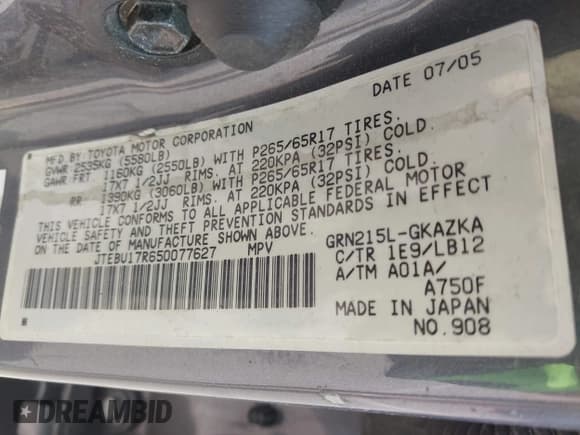 DATE 07/05
MFD.BY TOYOTA MOTOR CORPORATION
GVWR 2535KG (5580LB)
GAWR FRT 1160KG (2550LB) WITH P265/65R17 TIRES.
17X7 1/2JJ RIMS. AT 220KPA (32PSI) COLD.
RR 1390KG (3060LB) WITH P265/65R17 TIRES.
17X7 1/2JJ RIMS. AT 220KPA (32PSI) COLD.
THIS VEHICLE CONFORMS TO ALL APPLICABLE FEDERAL MOTOR
VEHICLE SAFETY AND THEFT PREVENTION STANDARDS IN EFFECT
ON THE DATE OF MANUFACTURE SHOWN ABOVE.
JTEBU17R650077627 MPV
GRN215L-GKAZKA
C/TR 1E9/LB12
A/TM A01A/
A750F
MADE IN JAPAN
NO.908
DREAMBID